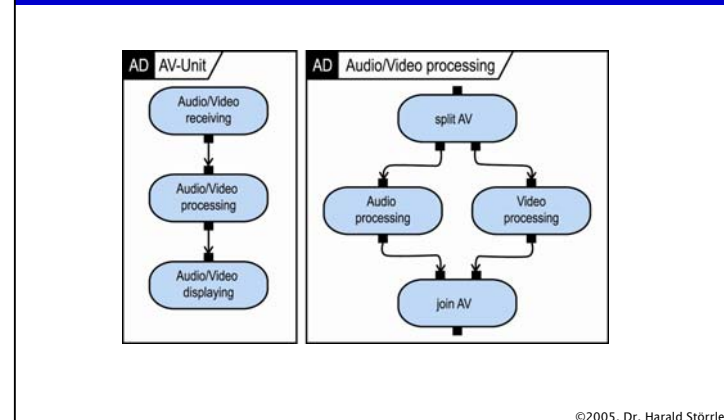 AD AV-Unit
Audio/Video
receiving
Audio/Video
processing
Audio/Video
displaying
AD Audio/Video processing
split AV
Audio
processing
Video
processing
join AV
©2005, Dr. Harald Störrle